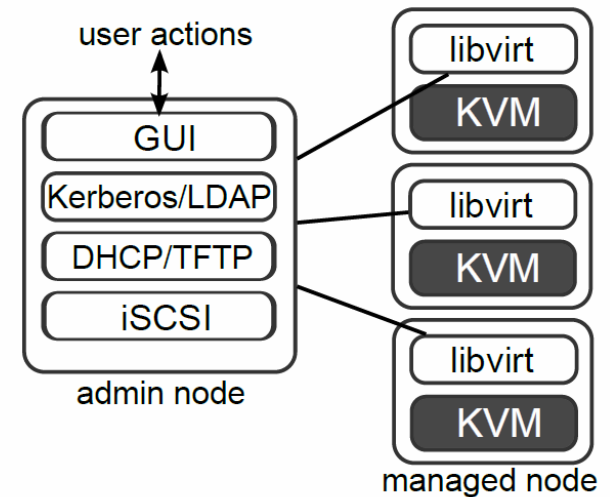 user actions
GUI
Kerberos/LDAP
DHCP/TFTP
iSCSI
admin node
libvirt
KVM
libvirt
KVM
libvirt
KVM
managed node